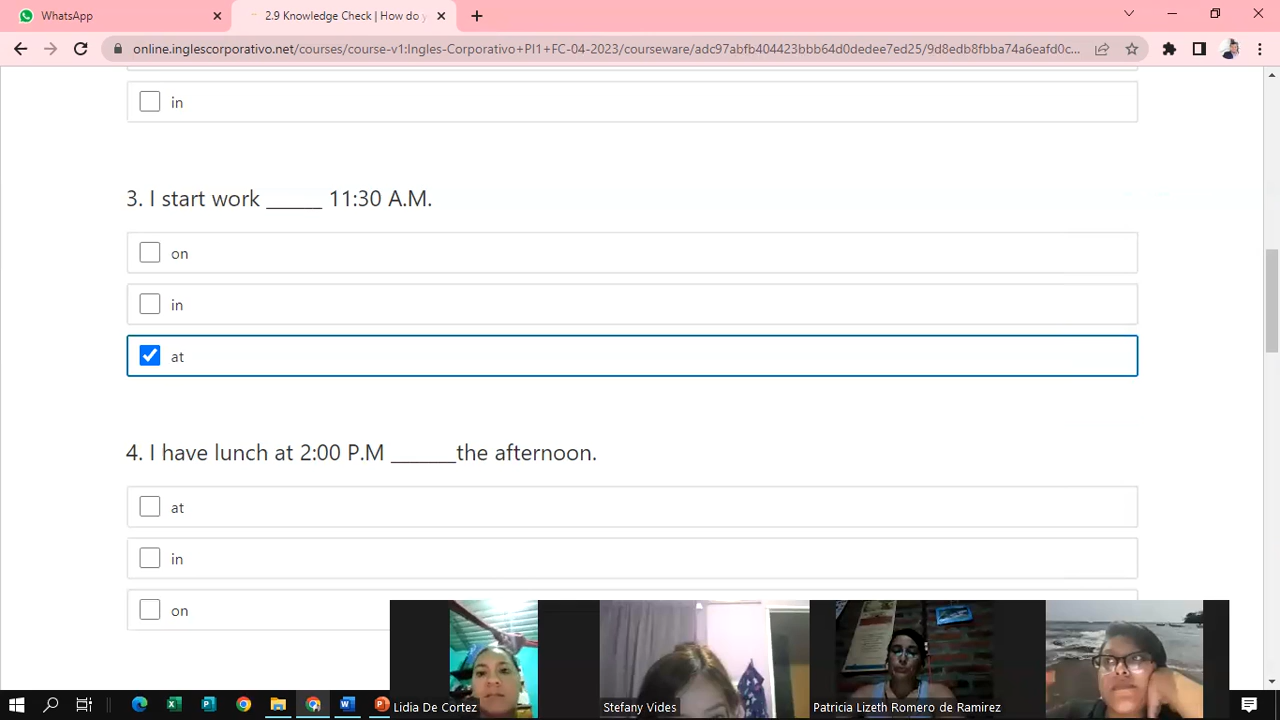 WhatsApp
2.9 Knowledge Check | How do y
online.inglescorporativo.net/courses/course-v1:Ingles-Corporativo+PI1+FC-04-2023/courseware/adc97abfb404423bbb64d0dedee7ed25/9d8edb8fbba74a6eafd0c...
in
3. I start work ______ 11:30 A.M.
on
in
at
4. I have lunch at 2:00 P.M _______the afternoon.
at
in
on
Lidia De Cortez
Stefany Vides
Patricia Lizeth Romero de Ramirez